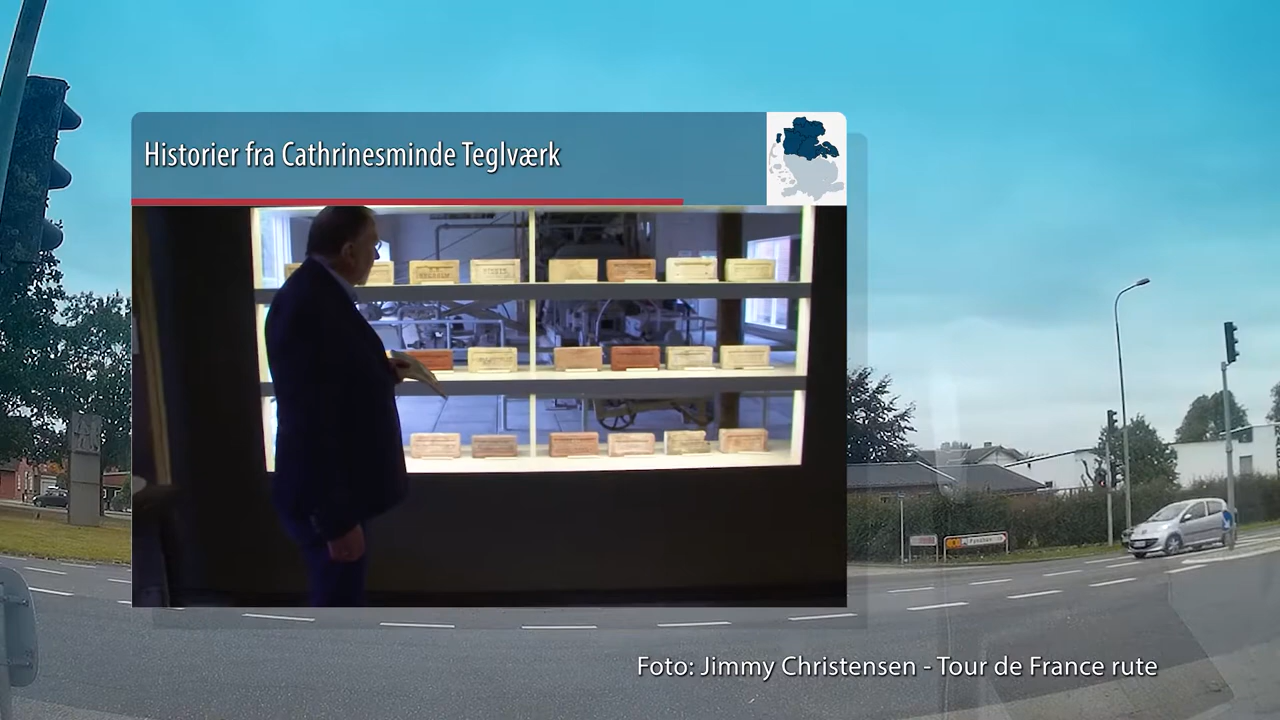 Historier fra Cathrinesminde Teglværk
Foto: Jimmy Christensen - Tour de France rute